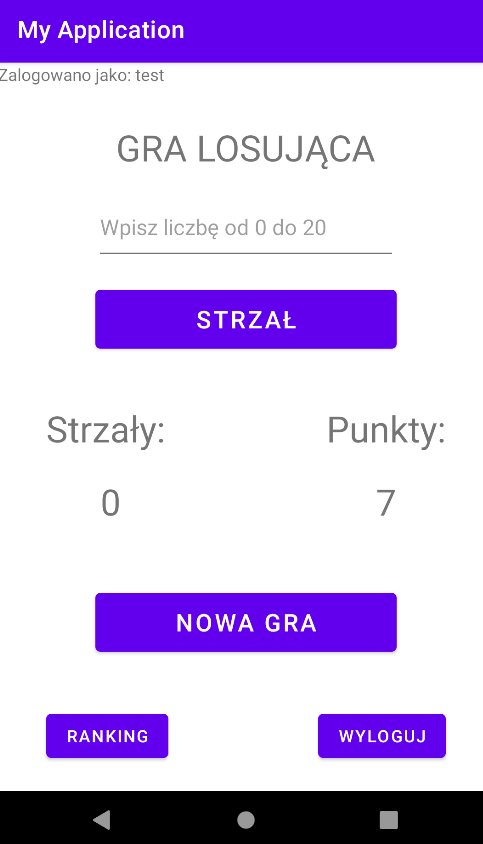 My Application
Zalogowano jako: test
GRA LOSUJĄCA
Wpisz liczbę od 0 do 20
STRZAŁ
Strzały: Punkty:
0 7
NOWA GRA
RANKING WYLOGUJ